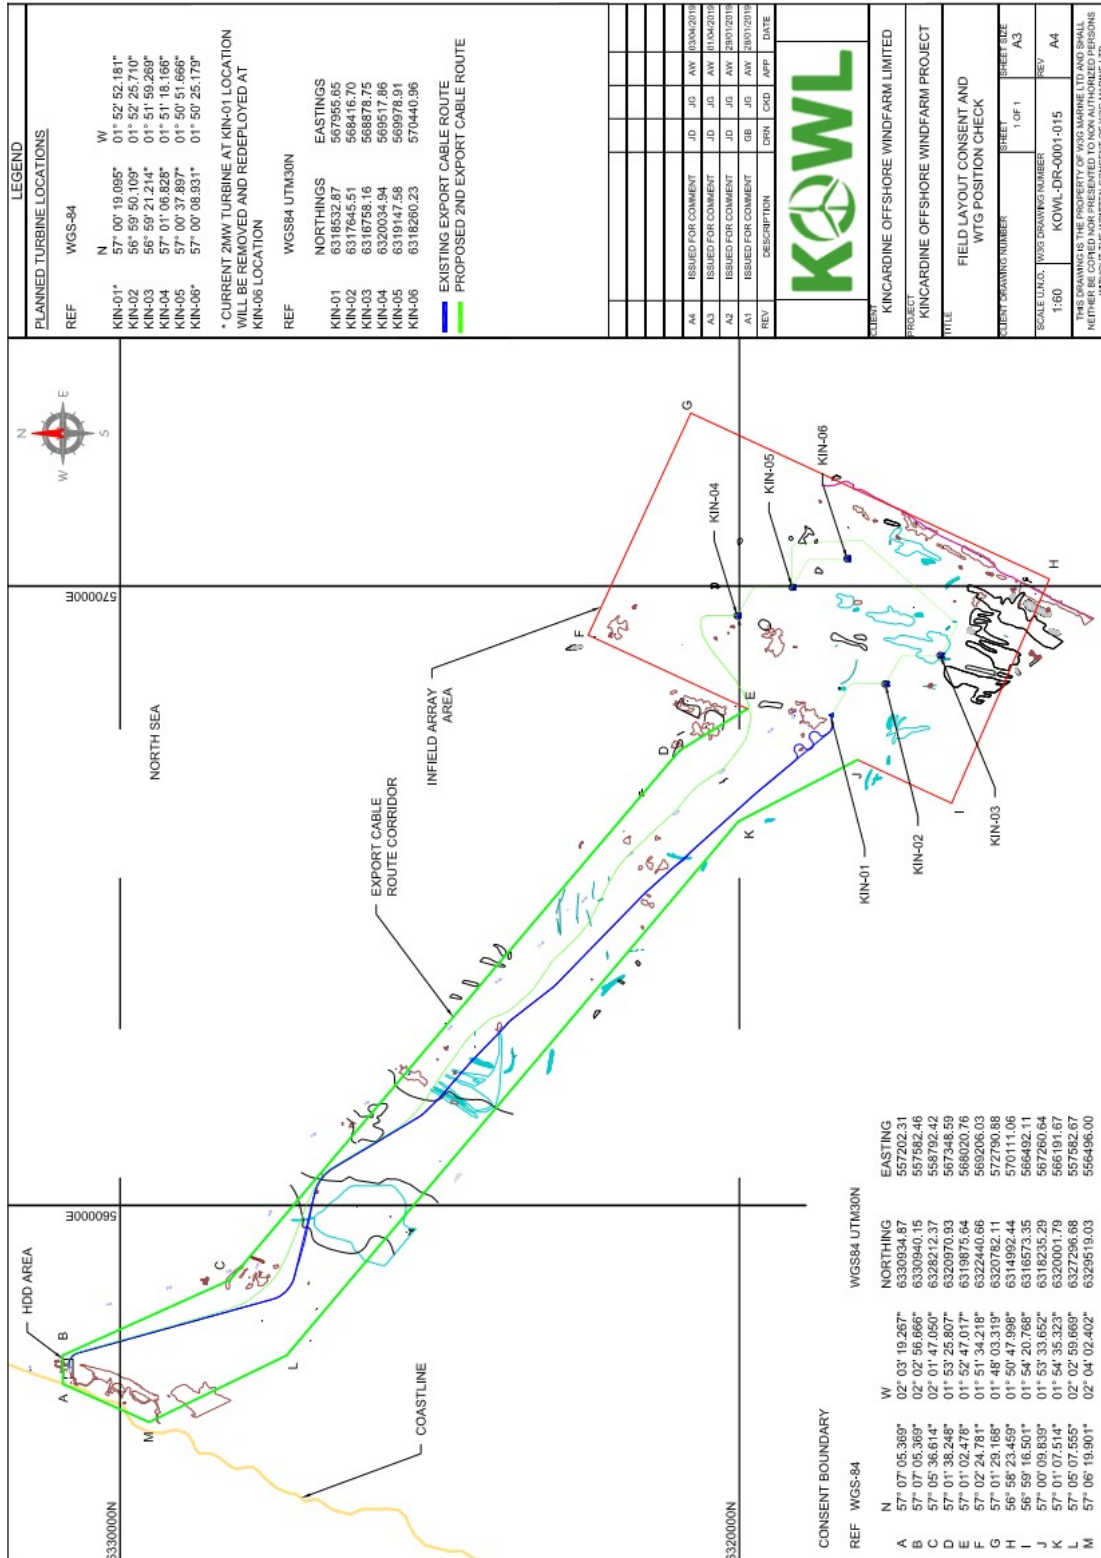 LEGEND
PLANNED TURBINE LOCATIONS
REF WGS-84
N W
KIN-01* 57° 00' 19.095" 01° 52' 52.181"
KIN-02 56° 59' 50.109" 01° 52' 25.710"
KIN-03 56° 59' 21.214" 01° 51' 59.269"
KIN-04 57° 01' 06.828" 01° 51' 18.166"
KIN-05 57° 00' 37.897" 01° 50' 51.666"
KIN-06* 57° 00' 08.931" 01° 50' 25.179"
* CURRENT 2MW TURBINE AT KIN-01 LOCATION
WILL BE REMOVED AND REDEPLOYED AT
KIN-06 LOCATION
REF WGS84 UTM30N
NORTHINGS EASTINGS
KIN-01 6318532.87 567955.65
KIN-02 6317645.51 568416.70
KIN-03 6316758.16 568878.75
KIN-04 6320034.94 569517.86
KIN-05 6319147.58 569978.91
KIN-06 6318260.23 570440.96
EXISTING EXPORT CABLE ROUTE
PROPOSED 2ND EXPORT CABLE ROUTE
A4 ISSUED FOR COMMENT JD JG AW 03/04/2019
A3 ISSUED FOR COMMENT JD JG AW 01/04/2019
A2 ISSUED FOR COMMENT JD JG AW 29/01/2019
A1 ISSUED FOR COMMENT GB JG AW 28/01/2019
REV DESCRIPTION DRN CKD APP DATE
KOWL
CLIENT
KINCARDINE OFFSHORE WINDFARM LIMITED
PROJECT
KINCARDINE OFFSHORE WINDFARM PROJECT
TITLE
FIELD LAYOUT CONSENT AND
WTG POSITION CHECK
CLIENT DRAWING NUMBER SHEET SHEET SIZE
1 OF 1 A3
SCALE U.N.O. W3G DRAWING NUMBER REV
1:60 KOWL-DR-0001-015 A4
THIS DRAWING IS THE PROPERTY OF W3G MARINE LTD AND SHALL
NEITHER BE COPIED NOR PRESENTED TO NON AUTHORIZED PERSONS
N
W E
S
NORTH SEA
HDD AREA
A
B
C
D
E
F
G
H
I
J
K
L
M
COASTLINE
EXPORT CABLE
ROUTE CORRIDOR
INFIELD ARRAY
AREA
KIN-04
KIN-05
KIN-06
KIN-01
KIN-02
KIN-03
560000E
570000E
6330000N
6320000N
CONSENT BOUNDARY
REF WGS-84 WGS84 UTM30N
N W NORTHING EASTING
A 57° 07' 05.369" 02° 03' 19.267" 6330934.87 557202.31
B 57° 07' 05.369" 02° 02' 56.666" 6330940.15 557582.46
C 57° 05' 36.614" 02° 01' 47.050" 6328212.37 558792.42
D 57° 01' 38.248" 01° 53' 25.807" 6320970.93 567348.59
E 57° 01' 02.478" 01° 52' 47.017" 6319875.64 568020.76
F 57° 02' 24.781" 01° 51' 34.218" 6322440.66 569206.03
G 57° 01' 29.168" 01° 48' 03.319" 6320782.11 572790.88
H 56° 58' 23.459" 01° 50' 47.998" 6314992.44 570111.06
I 56° 59' 16.501" 01° 54' 20.768" 6316573.35 566492.11
J 57° 00' 09.839" 01° 53' 33.652" 6318235.29 567260.64
K 57° 01' 07.514" 01° 54' 35.323" 6320001.79 566191.67
L 57° 05' 07.555" 02° 02' 59.669" 6327296.68 557582.67
M 57° 06' 19.901" 02° 04' 02.402" 6329519.03 556496.00